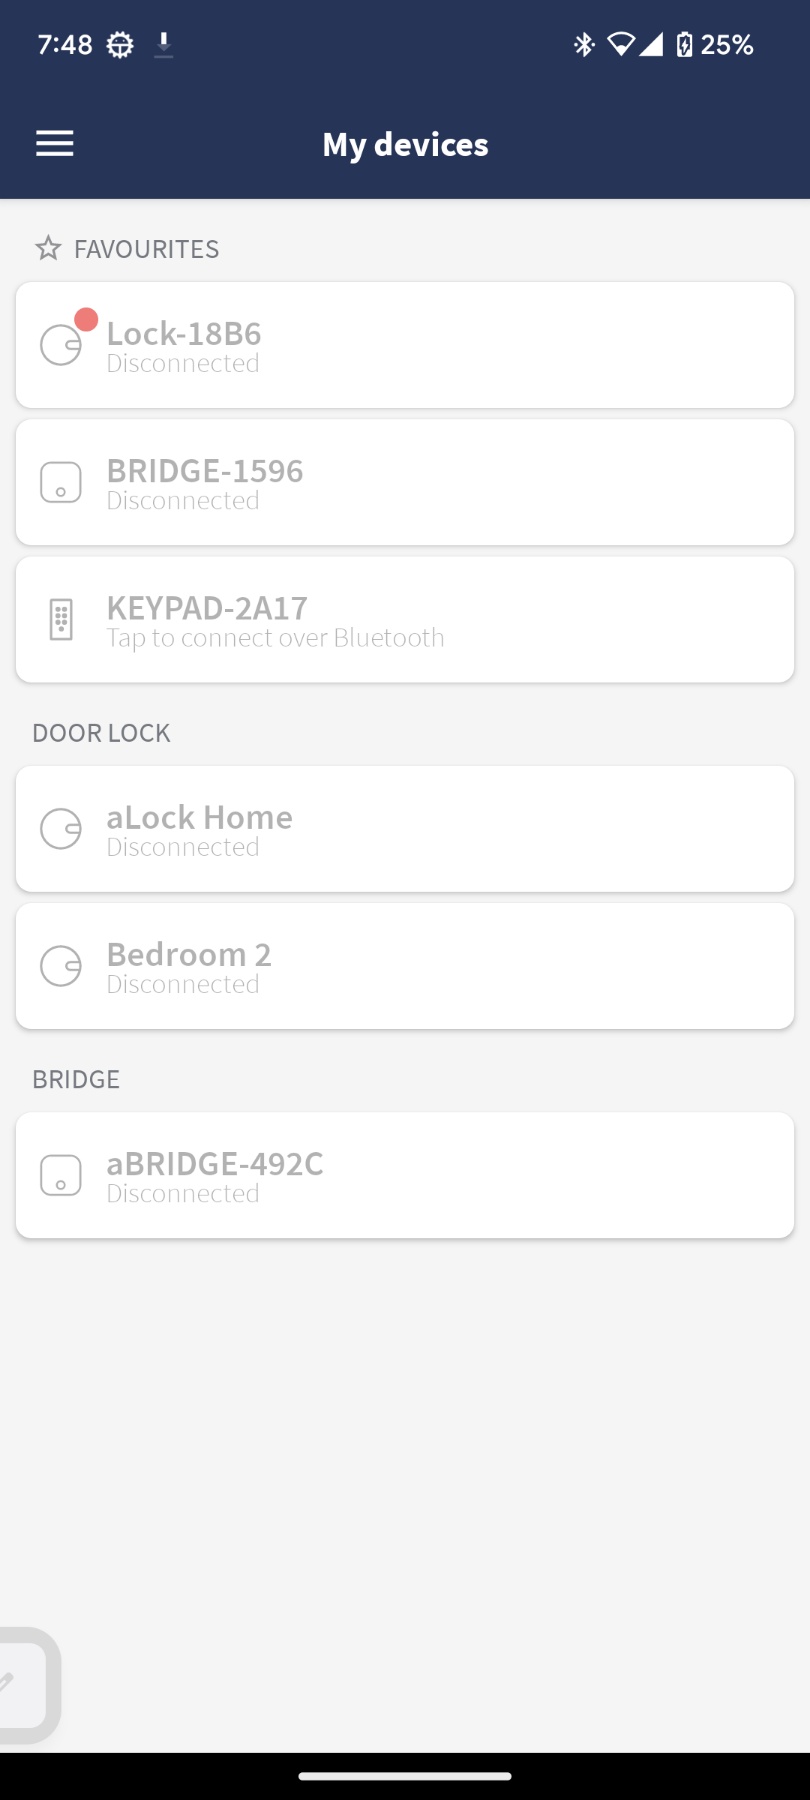 7:48
25%
My devices
FAVOURITES
Lock-18B6
Disconnected
BRIDGE-1596
Disconnected
KEYPAD-2A17
Tap to connect over Bluetooth
DOOR LOCK
aLock Home
Disconnected
Bedroom 2
Disconnected
BRIDGE
aBRIDGE-492C
Disconnected